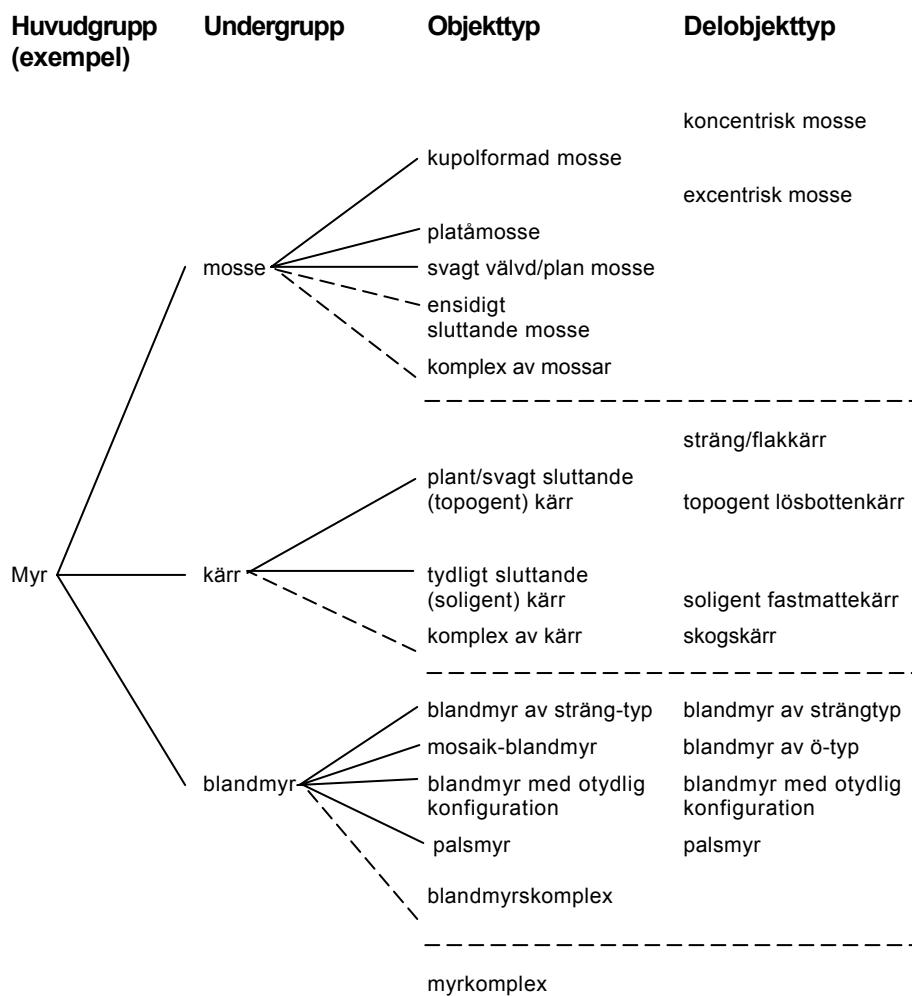 Huvudgrupp Undergrupp Objekttyp Delobjekttyp
(exempel)
koncentrisk mosse
kupolformad mosse
excentrisk mosse
platåmosse
mosse svagt välvd/plan mosse
ensidigt
sluttande mosse
komplex av mossar
sträng/flakkärr
plant/svagt sluttande
(topogent) kärr topogent lösbottenkärr
Myr kärr tydligt sluttande
(soligent) kärr soligent fastmattekärr
komplex av kärr skogskärr
blandmyr av sträng-typ blandmyr av strängtyp
mosaik-blandmyr blandmyr av ö-typ
blandmyr blandmyr med otydlig blandmyr med otydlig
konfiguration konfiguration
palsmyr palsmyr
blandmyrskomplex
myrkomplex